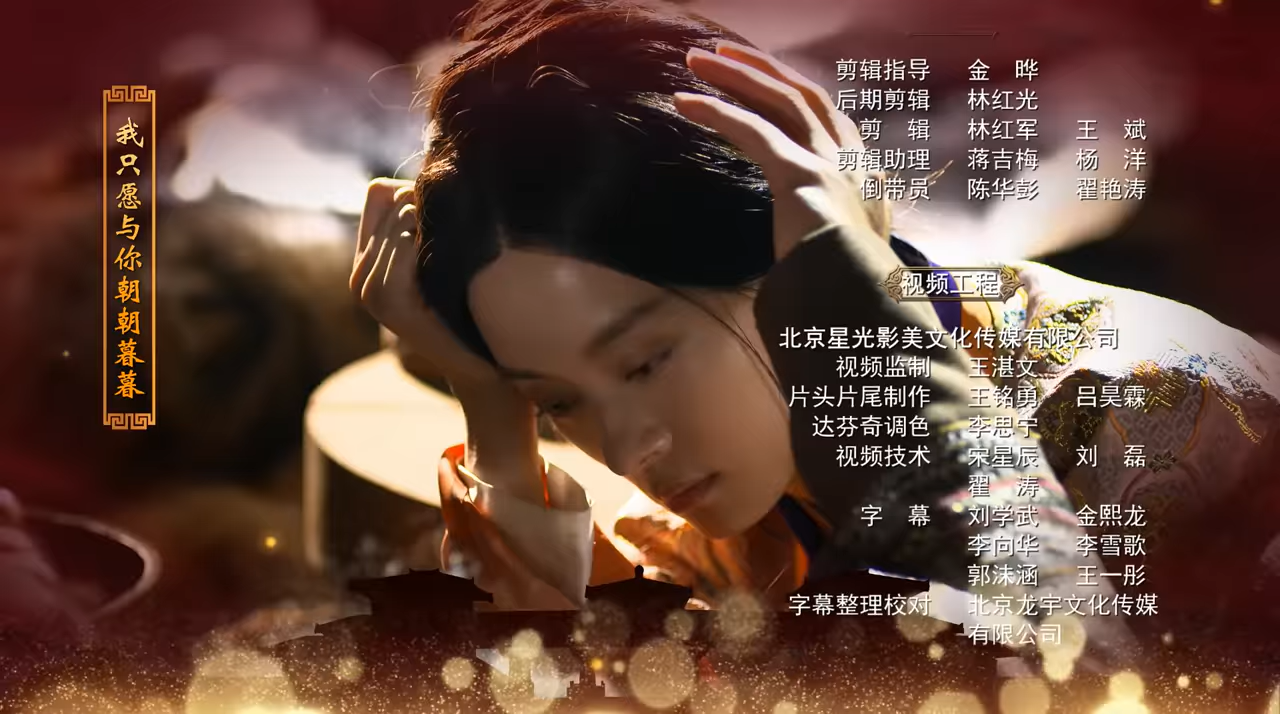 我只愿与你朝朝暮暮
剪辑指导 金 晔
后期剪辑 林红光
剪 辑 林红军 王 斌
剪辑助理 蒋吉梅 杨 洋
倒带员 陈华彭 翟艳涛
视频工程
北京星光影美文化传媒有限公司
视频监制 王湛文
片头片尾制作 王铭勇 吕昊霖
达芬奇调色 李思宁
视频技术 宋星辰 刘 磊
翟 涛
字 幕 刘学武 金熙龙
李向华 李雪歌
郭沫涵 王一彤
字幕整理校对 北京龙宇文化传媒
有限公司